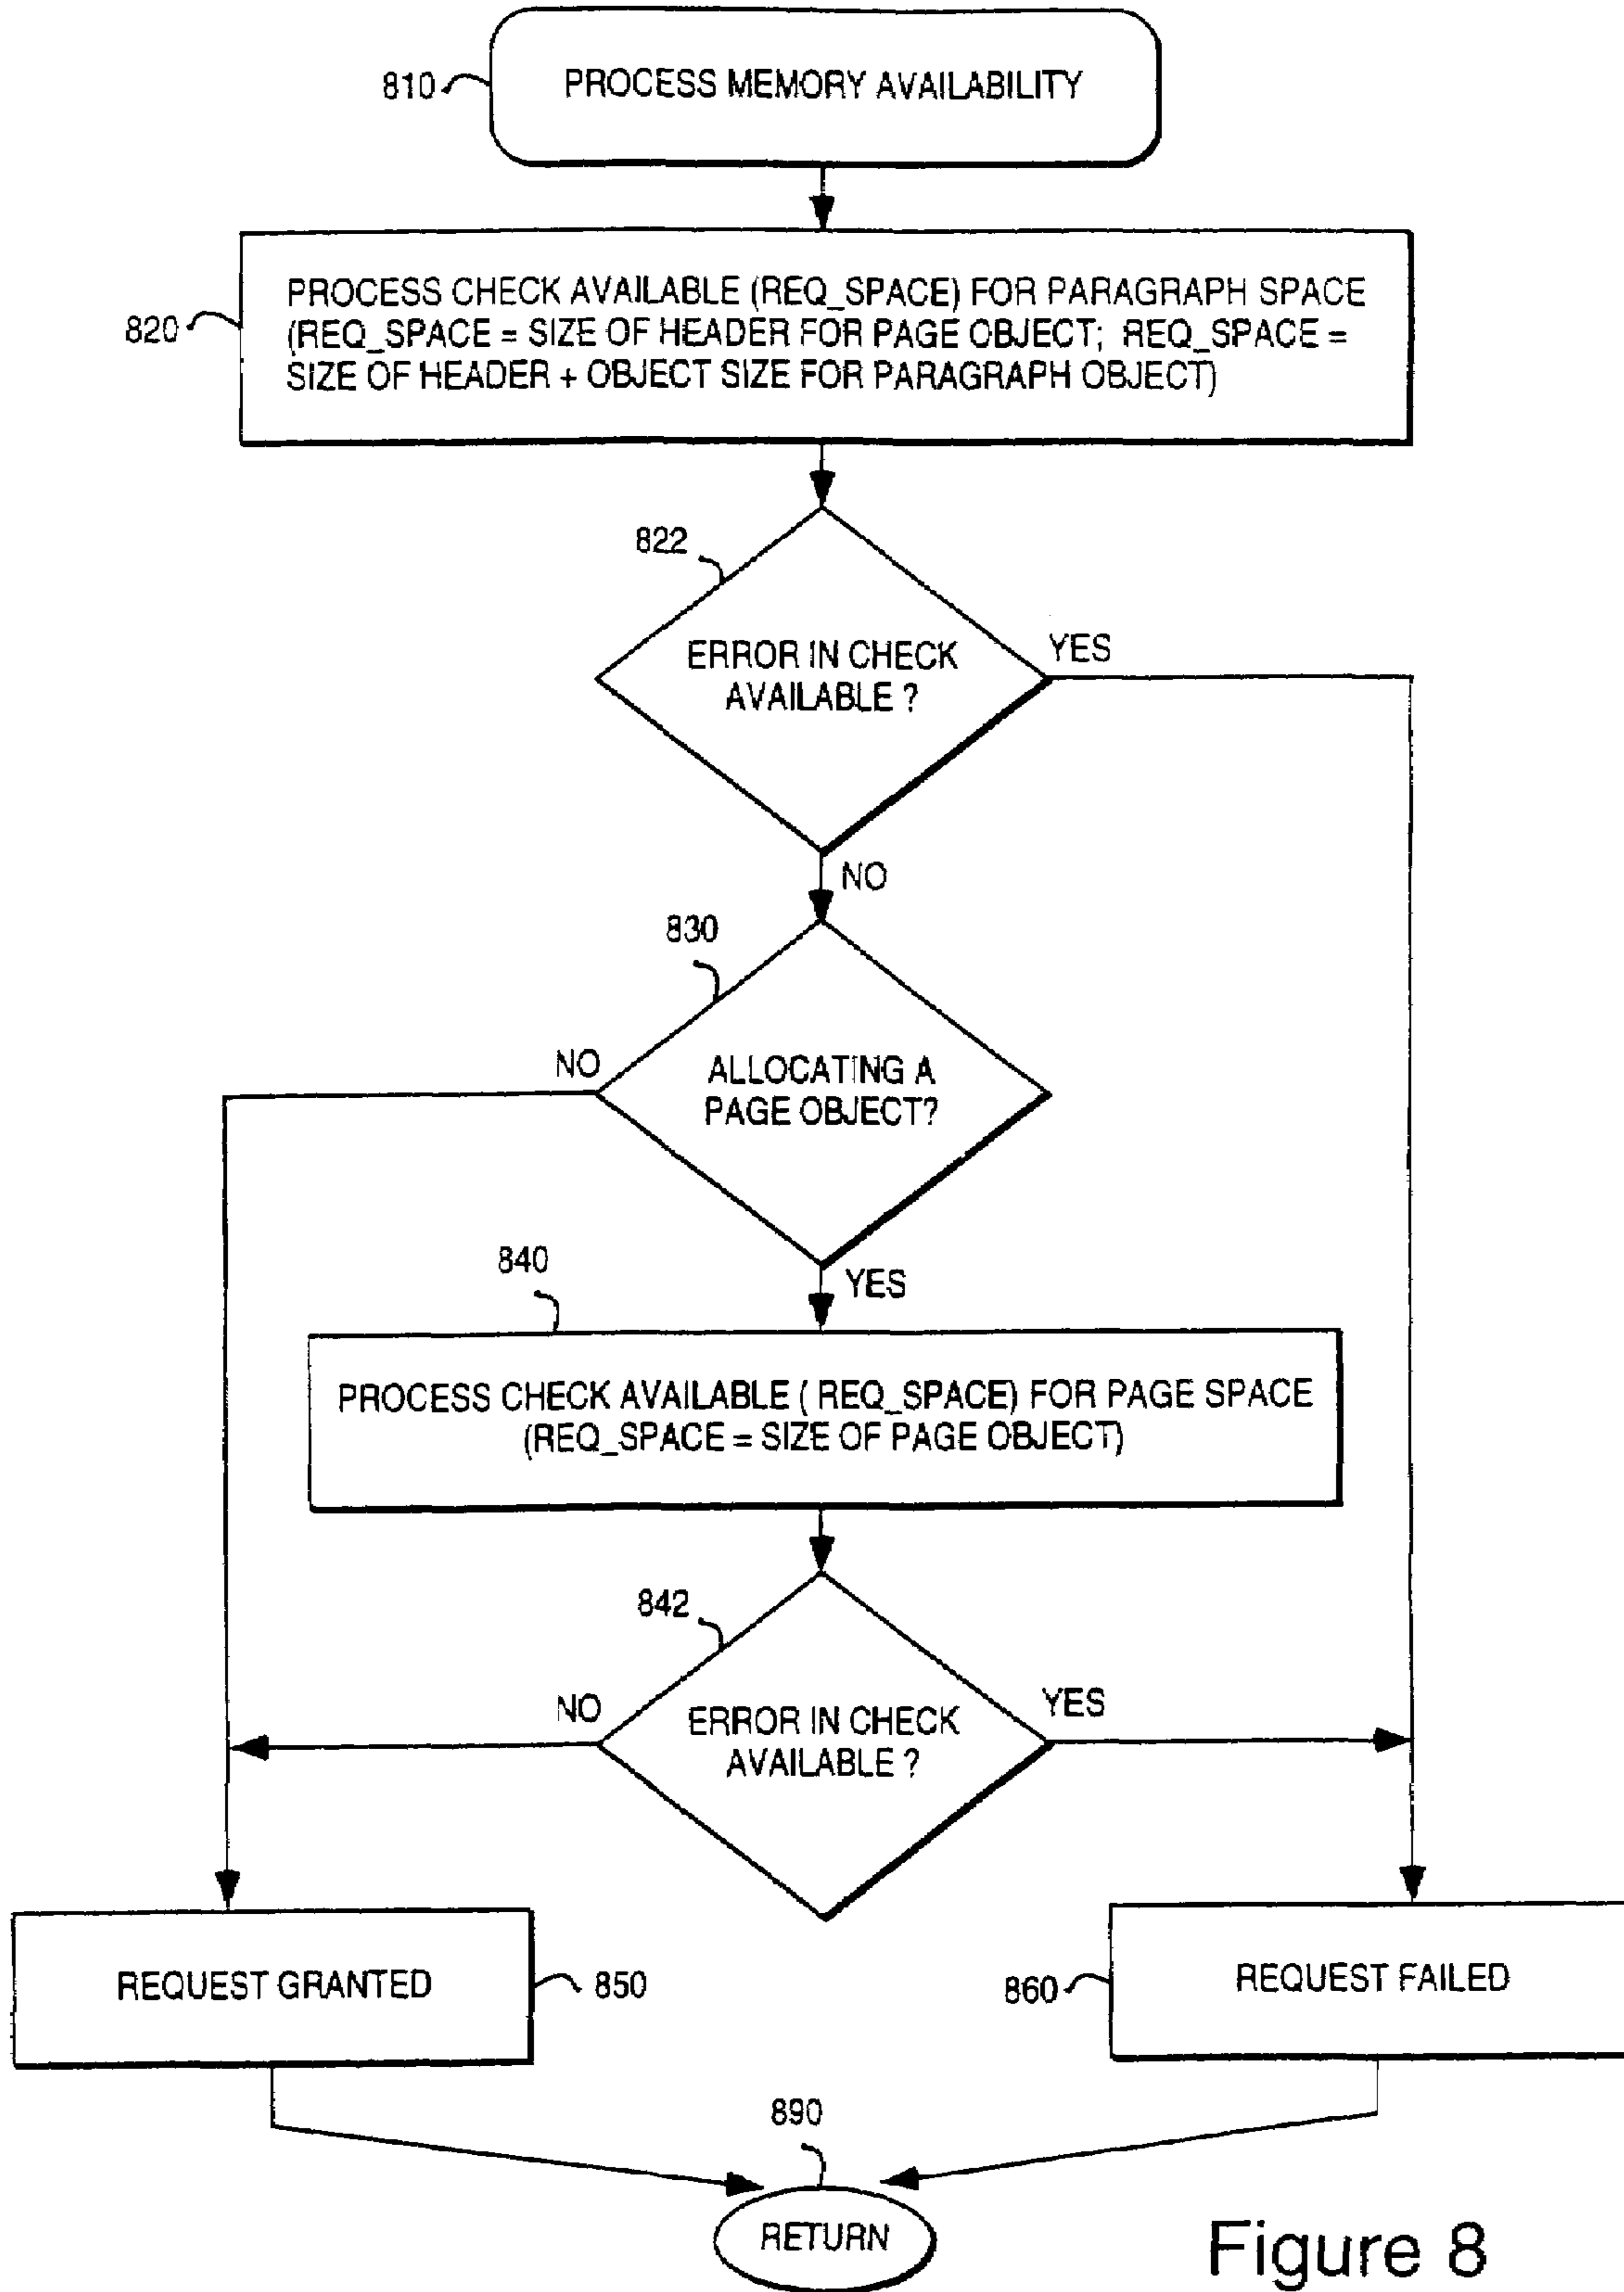 810
PROCESS MEMORY AVAILABILITY
820
PROCESS CHECK AVAILABLE (REQ_SPACE) FOR PARAGRAPH SPACE
(REQ_SPACE = SIZE OF HEADER FOR PAGE OBJECT; REQ_SPACE =
SIZE OF HEADER + OBJECT SIZE FOR PARAGRAPH OBJECT)
822
ERROR IN CHECK
AVAILABLE ?
YES
NO
830
NO
ALLOCATING A
PAGE OBJECT?
YES
840
PROCESS CHECK AVAILABLE ( REQ_SPACE) FOR PAGE SPACE
(REQ_SPACE = SIZE OF PAGE OBJECT)
842
NO
ERROR IN CHECK
AVAILABLE ?
YES
REQUEST GRANTED
850
860
REQUEST FAILED
890
RETURN
Figure 8